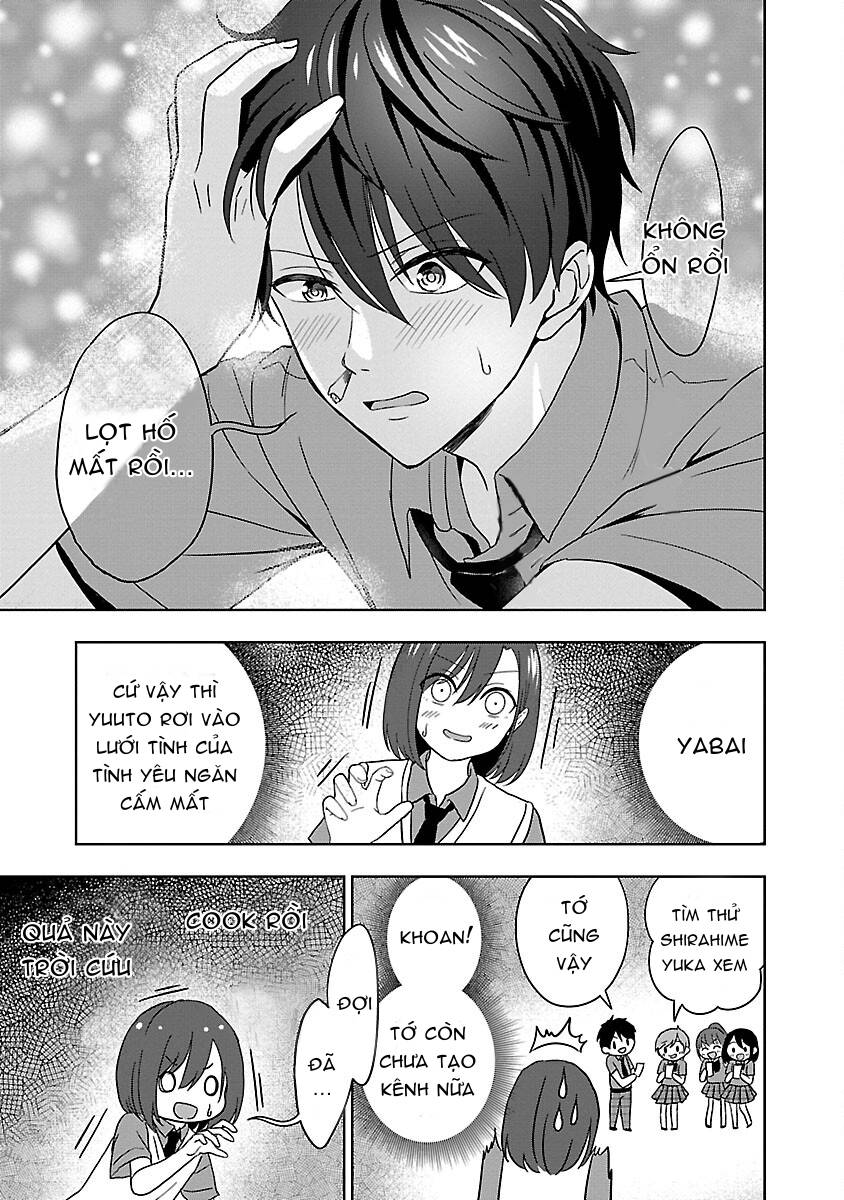 KHÔNG
ỔN RỒI
LỌT HỐ
MẤT RỒI...
YABAI
CỨ VẬY THÌ
YUUTO RƠI VÀO
LƯỚI TÌNH CỦA
TÌNH YÊU NGĂN
CẤM MẤT
TÌM THỬ
SHIRAHIME
YUKA XEM
TỚ
CŨNG
VẬY
KHOAN!
TỚ CÒN
CHƯA TẠO
KÊNH NỮA
ĐỢI
ĐÃ
...
COOK RỒI
QUẢ NÀY
TRỜI CỨU